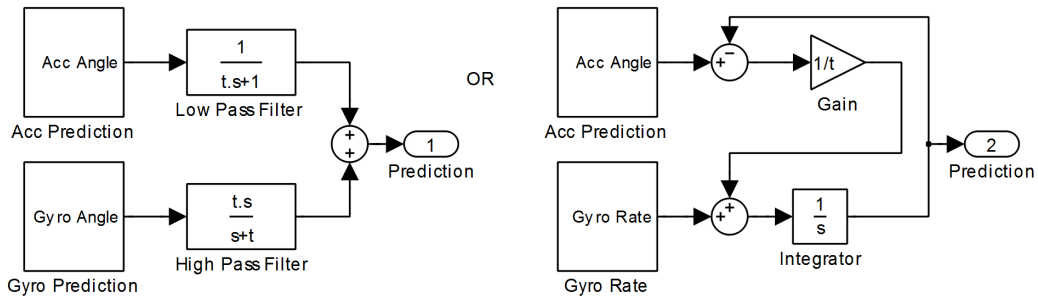 Acc Angle
Acc Prediction
1
t.s+1
Low Pass Filter
+
+
1
Prediction
Gyro Angle
Gyro Prediction
t.s
s+t
High Pass Filter
OR
Acc Angle
Acc Prediction
+ −
1/t
Gain
2
Prediction
Gyro Rate
Gyro Rate
+ +
1
s
Integrator